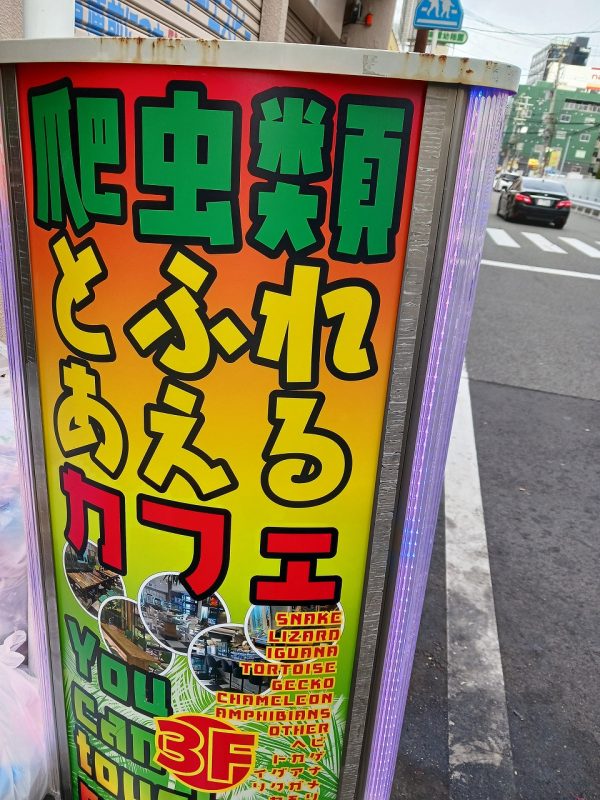 爬虫類
とふれ
あえる
カフェ
SNAKE
LIZARD
IGUANA
TORTOISE
GECKO
CHAMELEON
AMPHIBIANS
OTHER
ヘビ
トカゲ
イグアナ
You
can
touch
3F